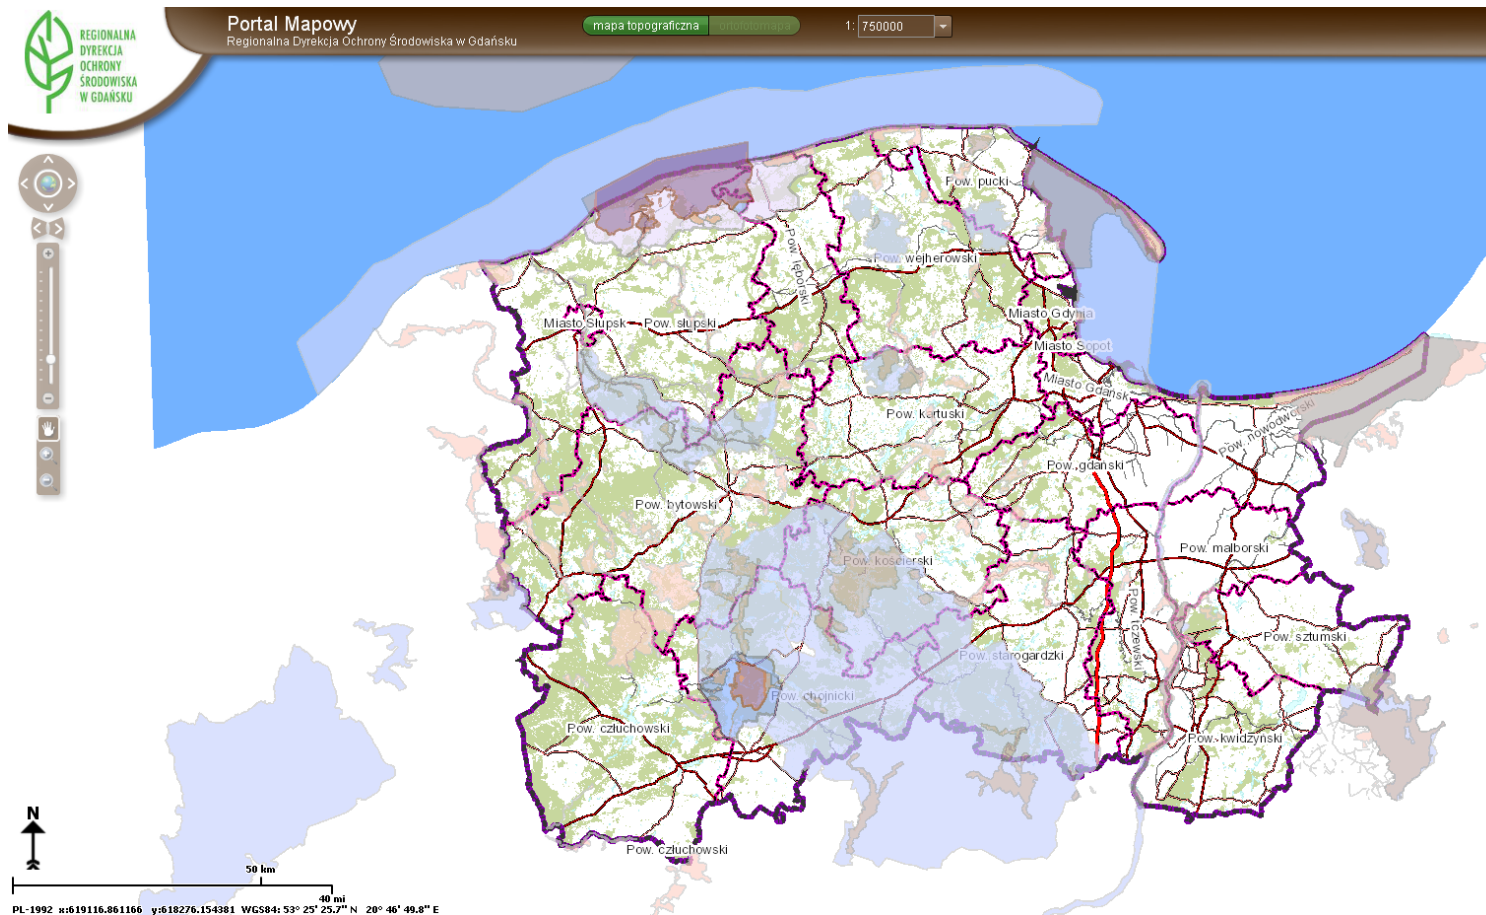 REGIONALNA
DYREKCJA
OCHRONY
ŚRODOWISKA
W GDAŃSKU
Portal Mapowy
Regionalna Dyrekcja Ochrony Środowiska w Gdańsku
mapa topograficzna
ortofotomapa
1: 750000
Pow. pucki
Pow. wejherowski
Pow. lęborski
Miasto Gdynia
Miasto Słupsk
Pow. słupski
Miasto Sopot
Miasto Gdańsk
Pow. kartuski
Pow. nowodworski
Pow. gdański
Pow. bytowski
Pow. malborski
Pow. kościerski
Pow. tczewski
Pow. sztumski
Pow. starogardzki
Pow. chojnicki
Pow. człuchowski
Pow. kwidzyński
Pow. człuchowski
N
50 km
40 mi
PL-1992 x:619116.861166 y:618276.154381 WGS84: 53° 25' 25.7" N 20° 46' 49.8" E